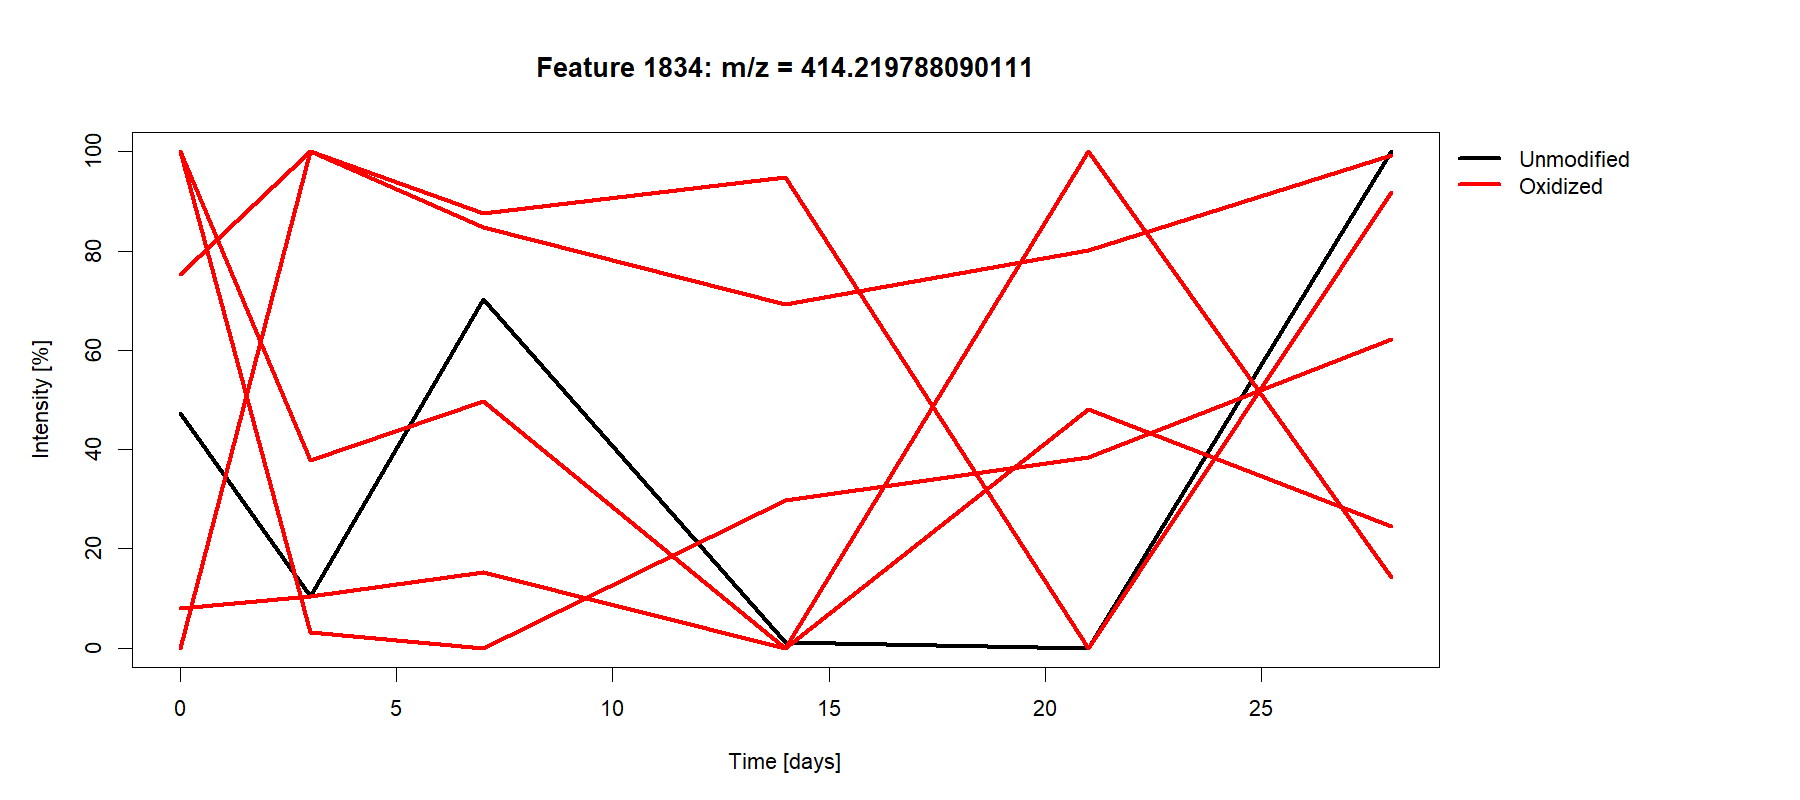 Feature 1834: m/z = 414.219788090111
Unmodified
Oxidized
Intensity [%]
100
80
60
40
20
0
0 5 10 15 20 25
Time [days]